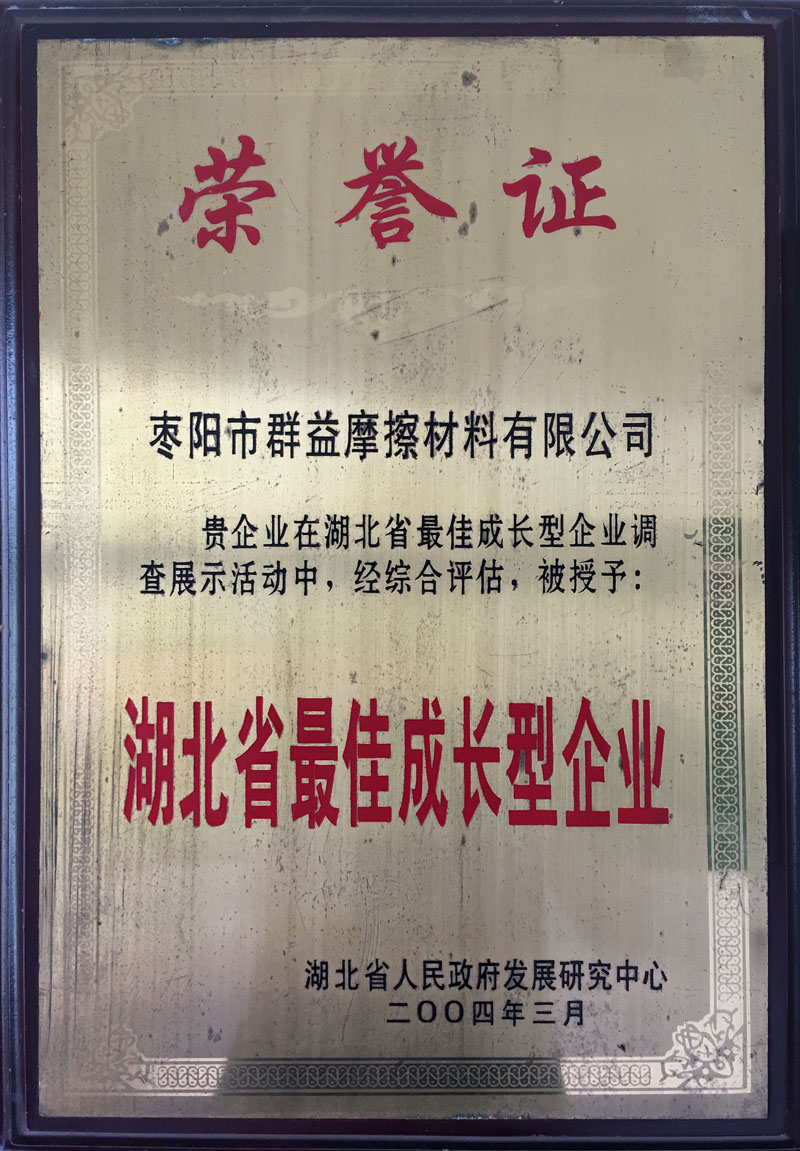 荣誉证
枣阳市群益摩擦材料有限公司
贵企业在湖北省最佳成长型企业调
查展示活动中，经综合评估，被授予：
湖北省最佳成长型企业
湖北省人民政府发展研究中心
二〇〇四年三月